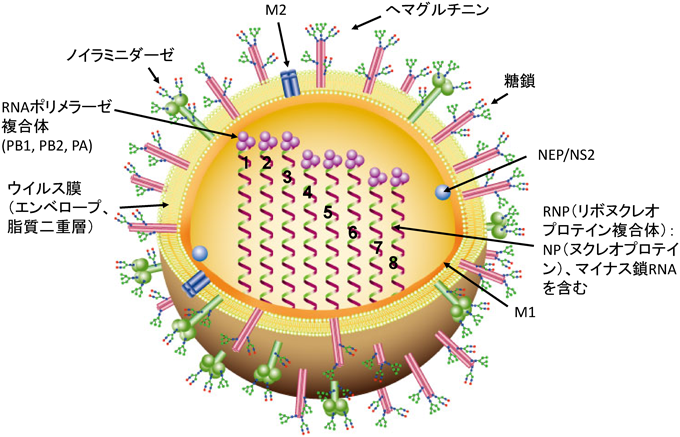 M2
ヘマグルチニン
ノイラミニダーゼ
糖鎖
RNAポリメラーゼ
複合体
(PB1, PB2, PA)
NEP/NS2
ウイルス膜
（エンベロープ、
脂質二重層）
RNP（リボヌクレオ
プロテイン複合体）：
NP（ヌクレオプロテイ
ン）、マイナス鎖RNA
を含む
M1
1
2
3
4
5
6
7
8